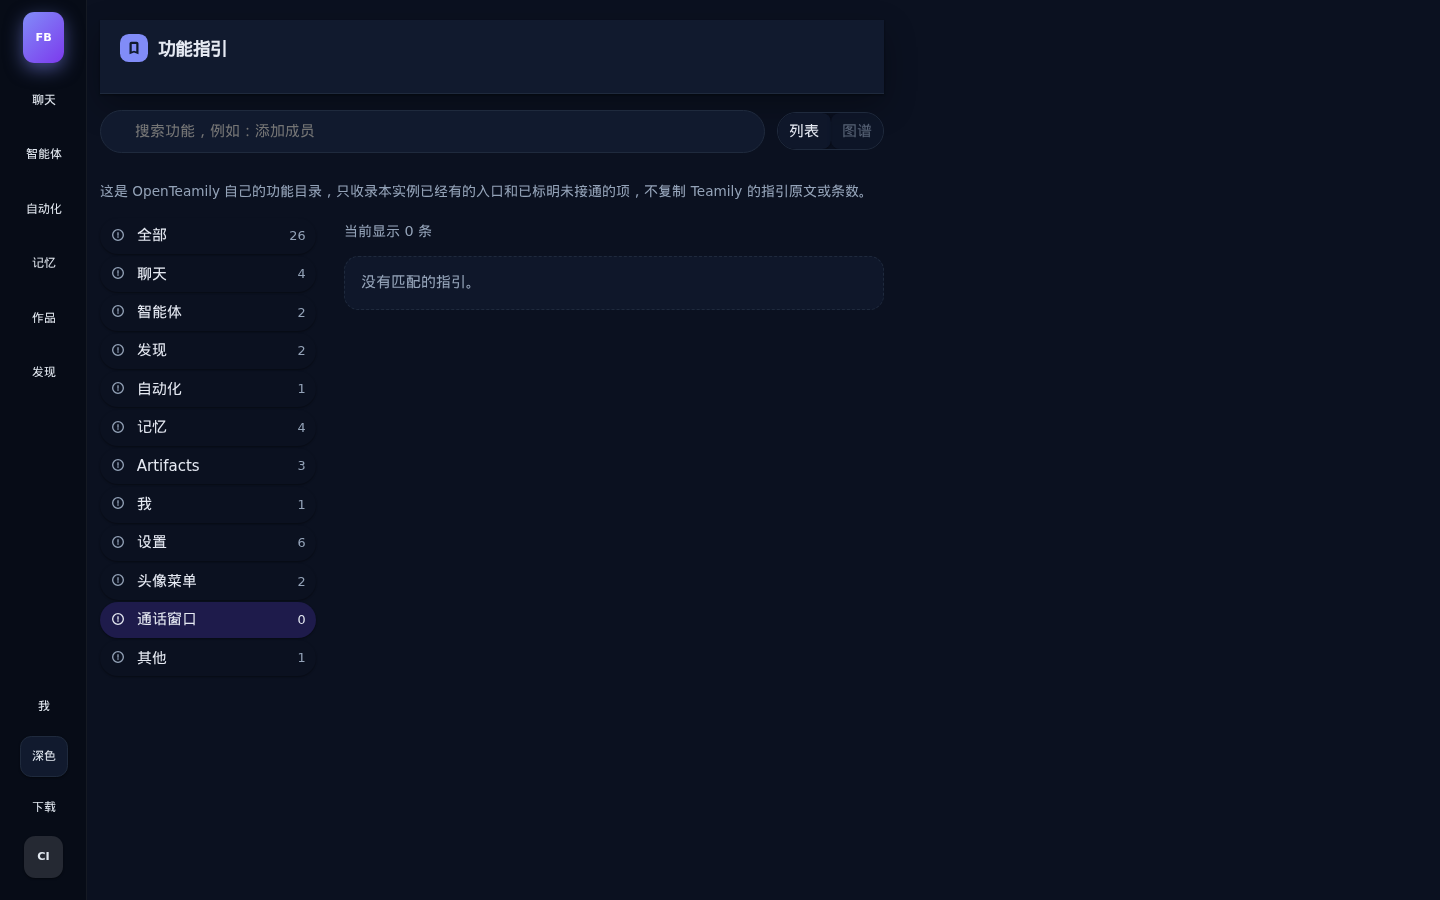 FB
聊天
智能体
自动化
记忆
作品
发现
我
深色
下载
CI
功能指引
搜索功能，例如：添加成员
列表
图谱
这是 OpenTeamily 自己的功能目录，只收录本实例已经有的入口和已标明未接通的项，不复制 Teamily 的指引原文或条数。
全部 26
聊天 4
智能体 2
发现 2
自动化 1
记忆 4
Artifacts 3
我 1
设置 6
头像菜单 2
通话窗口 0
其他 1
当前显示 0 条
没有匹配的指引。